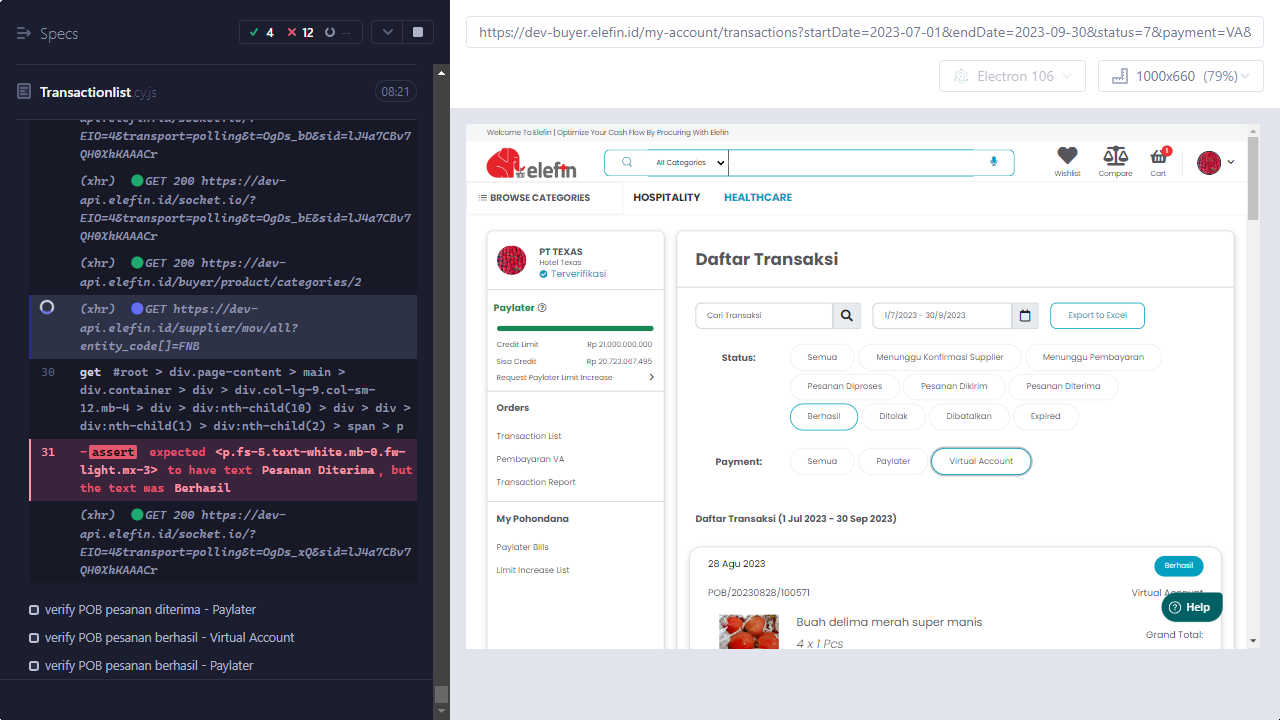 Specs
4
12
--
Transactionlist.cy.js
08:21
api.elefin.id/socket.io/?
EIO=4&transport=polling&t=OgDs_bD&sid=lJ4a7CBv7
QH0XhKAAACr
(xhr) GET 200 https://dev-
api.elefin.id/socket.io/?
EIO=4&transport=polling&t=OgDs_bE&sid=lJ4a7CBv7
QH0XhKAAACr
(xhr) GET 200 https://dev-
api.elefin.id/buyer/product/categories/2
(xhr) GET https://dev-
api.elefin.id/supplier/mov/all?
entity_code[]=FNB
30 get #root > div.page-content > main >
div.container > div > div.col-lg-9.col-sm-
12.mb-4 > div > div:nth-child(10) > div > div >
div:nth-child(1) > div:nth-child(2) > span > p
31 -assert expected <p.fs-5.text-white.mb-0.fw-
light.mx-3> to have text Pesanan Diterima, but
the text was Berhasil
(xhr) GET 200 https://dev-
api.elefin.id/socket.io/?
EIO=4&transport=polling&t=OgDs_xQ&sid=lJ4a7CBv7
QH0XhKAAACr
verify POB pesanan diterima - Paylater
verify POB pesanan berhasil - Virtual Account
verify POB pesanan berhasil - Paylater
https://dev-buyer.elefin.id/my-account/transactions?startDate=2023-07-01&endDate=2023-09-30&status=7&payment=VA&
Electron 106
1000x660 (79%)
Welcome To Elefin | Optimize Your Cash Flow By Procuring With Elefin
elefin
All Categories
Wishlist
Compare
1
Cart
BROWSE CATEGORIES
HOSPITALITY
HEALTHCARE
PT TEXAS
Hotel Texas
Terverifikasi
Paylater
Credit Limit Rp 21.000.000.000
Sisa Credit Rp 20.723.067.495
Request Paylater Limit Increase
Orders
Transaction List
Pembayaran VA
Transaction Report
My Pohondana
Paylater Bills
Limit Increase List
Daftar Transaksi
Cari Transaksi
1/7/2023 - 30/9/2023
Export to Excel
Status:
Semua
Menunggu Konfirmasi Supplier
Menunggu Pembayaran
Pesanan Diproses
Pesanan Dikirim
Pesanan Diterima
Berhasil
Ditolak
Dibatalkan
Expired
Payment:
Semua
Paylater
Virtual Account
Daftar Transaksi (1 Jul 2023 - 30 Sep 2023)
28 Agu 2023
Berhasil
POB/20230828/100571
Virtual Account
Help
Buah delima merah super manis
4 x 1 Pcs
Grand Total: